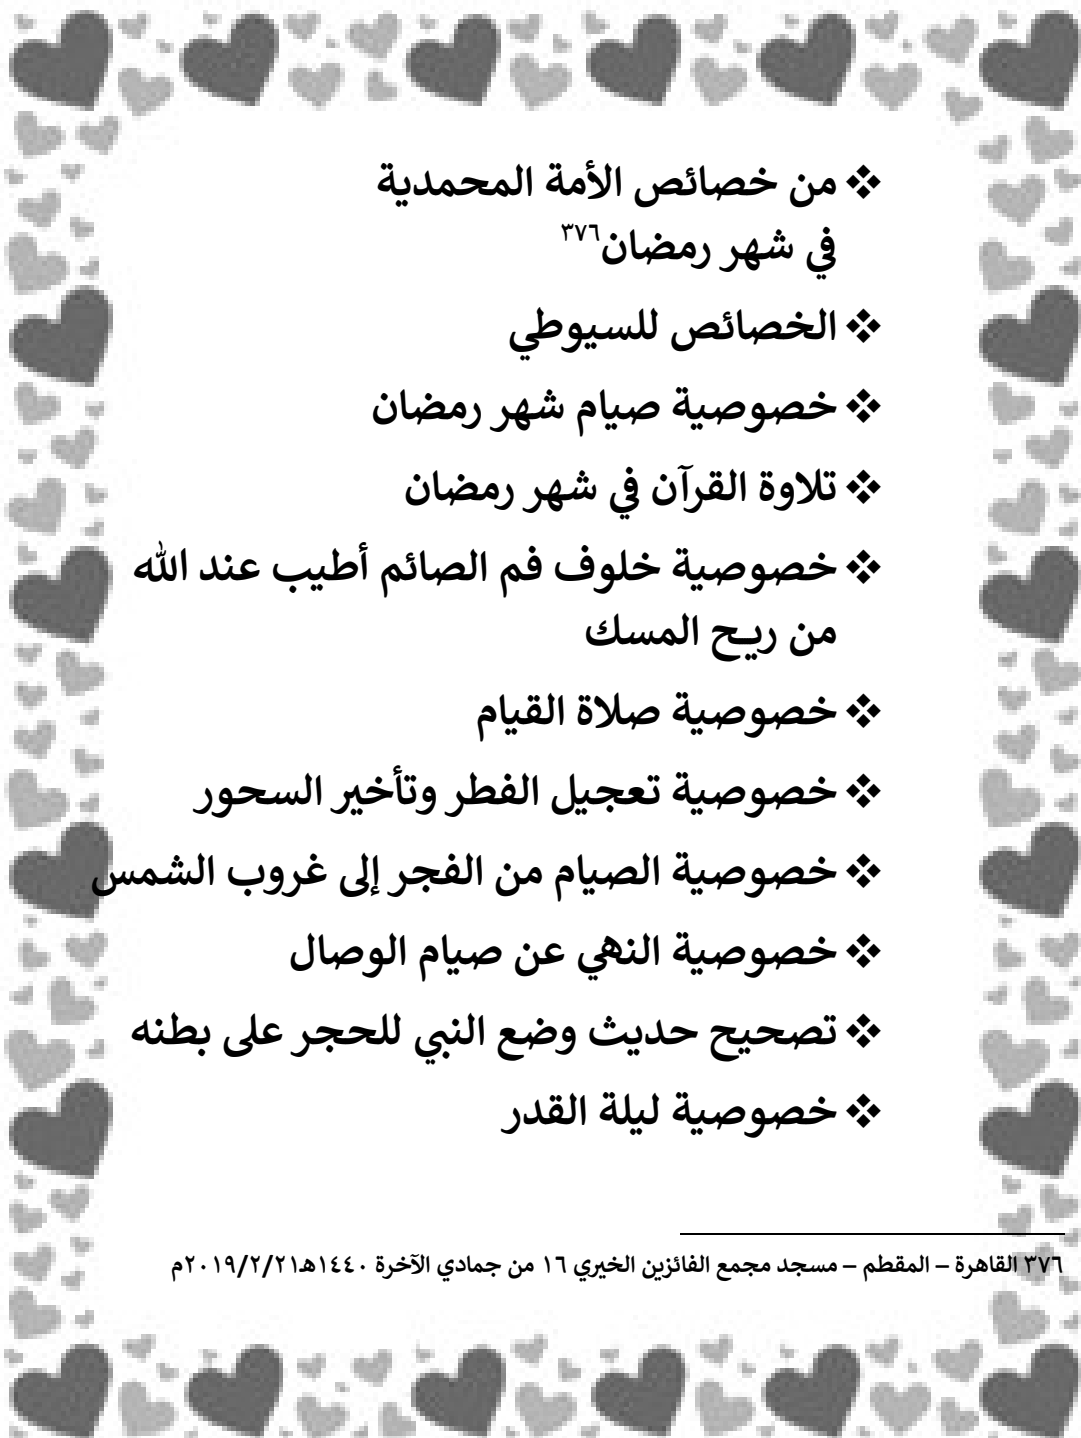 ❖ من خصائص الأمة المحمدية
في شهر رمضان٣٧٦
❖ الخصائص للسيوطي
❖ خصوصية صيام شهر رمضان
❖ تلاوة القرآن في شهر رمضان
❖ خصوصية خلوف فم الصائم أطيب عند الله
من ريح المسك
❖ خصوصية صلاة القيام
❖ خصوصية تعجيل الفطر وتأخير السحور
❖ خصوصية الصيام من الفجر إلى غروب الشمس
❖ خصوصية النهي عن صيام الوصال
❖ تصحيح حديث وضع النبي للحجر على بطنه
❖ خصوصية ليلة القدر
٣٧٦ القاهرة – المقطم – مسجد مجمع الفائزين الخيري ١٦ من جمادي الآخرة ١٤٤٠هـ٢٠١٩/٢/٢١م